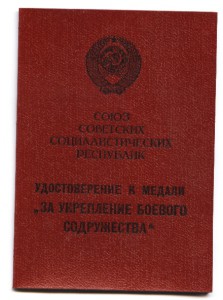 СОЮЗ
СОВЕТСКИХ
СОЦИАЛИСТИЧЕСКИХ
РЕСПУБЛИК
УДОСТОВЕРЕНИЕ К МЕДАЛИ
„ЗА УКРЕПЛЕНИЕ БОЕВОГО
СОДРУЖЕСТВА“